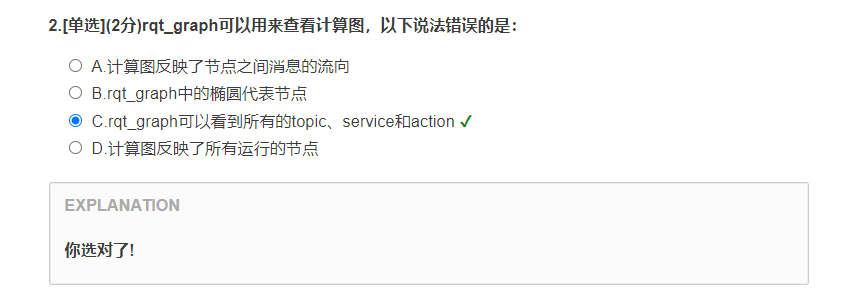 2.[单选](2分)rqt_graph可以用来查看计算图，以下说法错误的是：
A.计算图反映了节点之间消息的流向
B.rqt_graph中的椭圆代表节点
C.rqt_graph可以看到所有的topic、service和action ✓
D.计算图反映了所有运行的节点
EXPLANATION
你选对了!